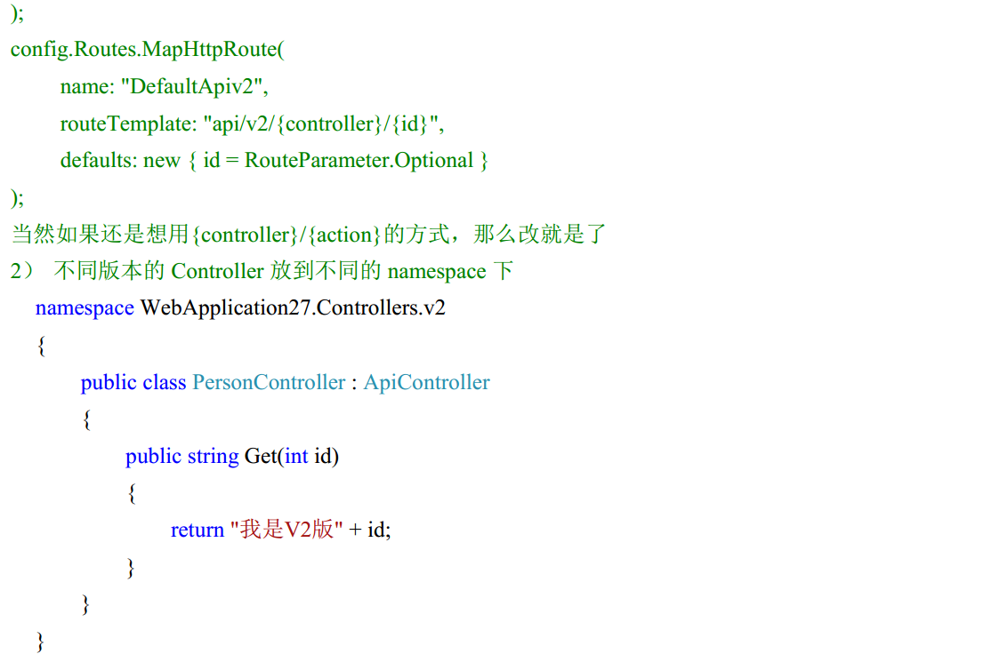 );
config.Routes.MapHttpRoute(
name: "DefaultApiv2",
routeTemplate: "api/v2/{controller}/{id}",
defaults: new { id = RouteParameter.Optional }
);
当然如果还是想用{controller}/{action}的方式，那么改就是了
2） 不同版本的 Controller 放到不同的 namespace 下
namespace WebApplication27.Controllers.v2
{
public class PersonController : ApiController
{
public string Get(int id)
{
return "我是V2版" + id;
}
}
}